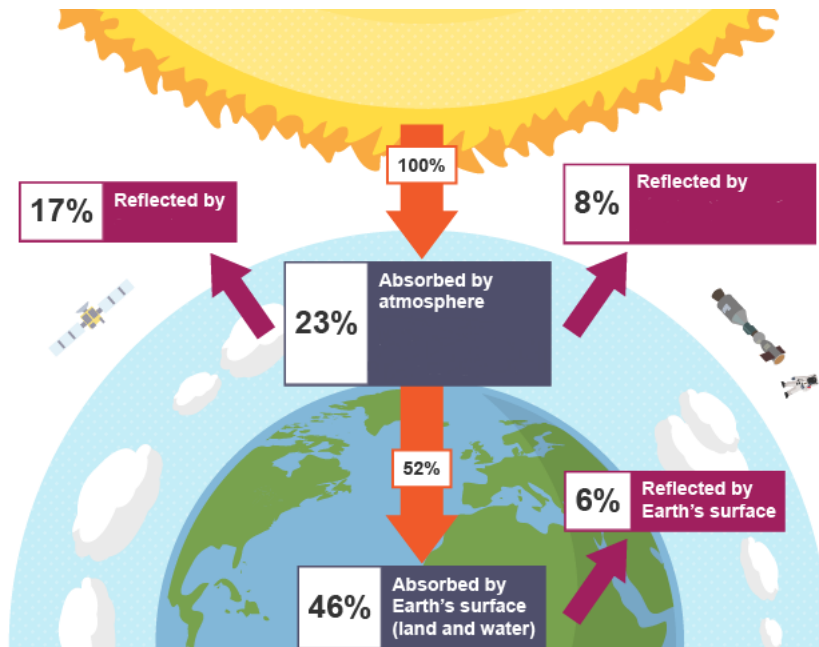 100%
17%
Reflected by
8%
Reflected by
23%
Absorbed by
atmosphere
52%
6%
Reflected by
Earth's surface
46%
Absorbed by
Earth's surface
(land and water)